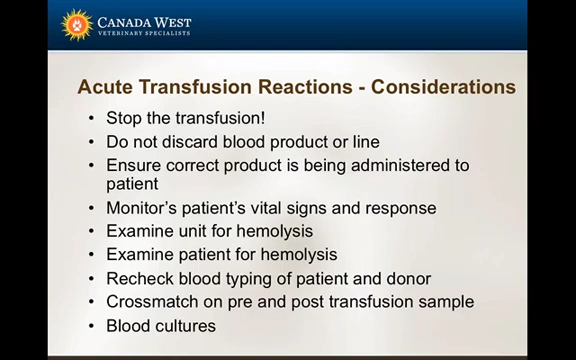 CANADA WEST
VETERINARY SPECIALISTS
Acute Transfusion Reactions - Considerations
• Stop the transfusion!
• Do not discard blood product or line
• Ensure correct product is being administered to
patient
• Monitor's patient's vital signs and response
• Examine unit for hemolysis
• Examine patient for hemolysis
• Recheck blood typing of patient and donor
• Crossmatch on pre and post transfusion sample
• Blood cultures